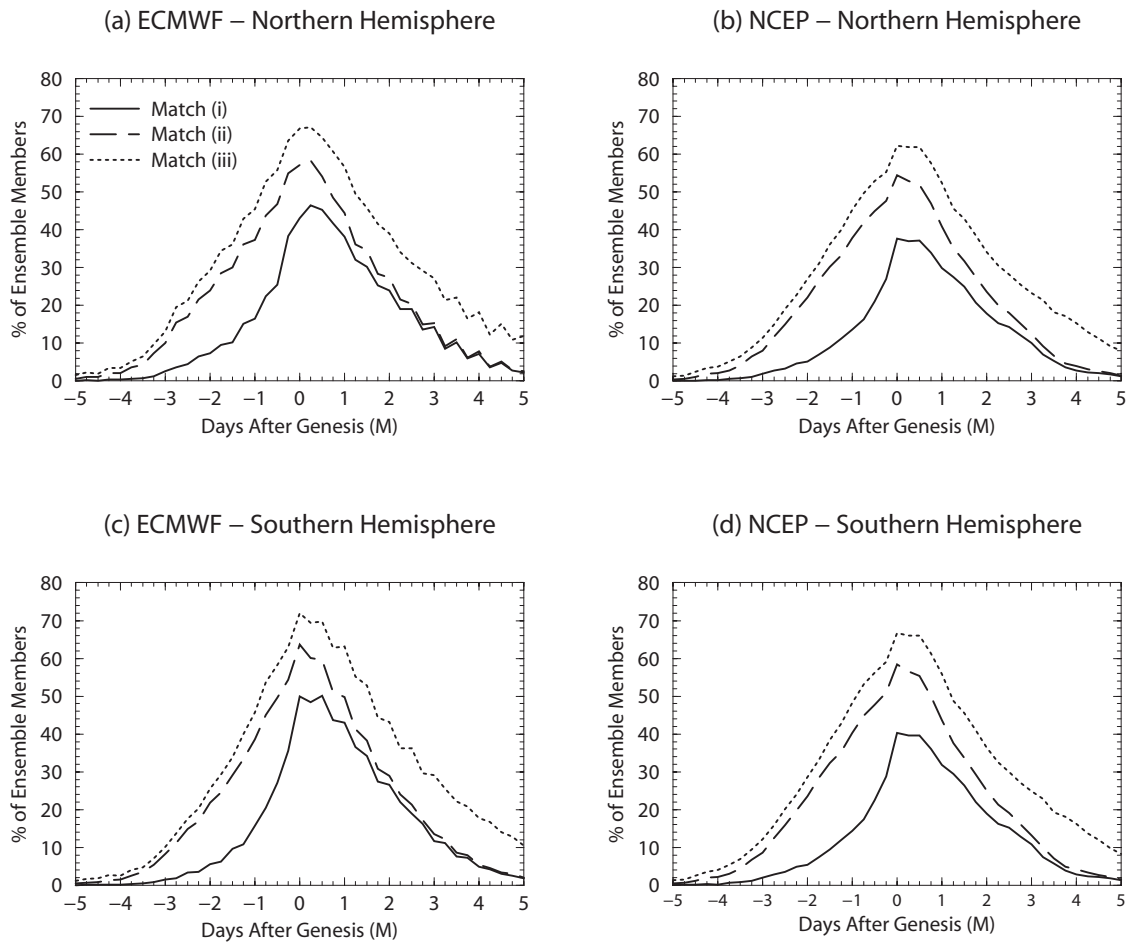 (a) ECMWF – Northern Hemisphere
80
70
60
50
40
30
20
10
0
% of Ensemble Members
Match (i)
Match (ii)
Match (iii)
−5 −4 −3 −2 −1 0 1 2 3 4 5
Days After Genesis (M)
(b) NCEP – Northern Hemisphere
80
70
60
50
40
30
20
10
0
% of Ensemble Members
−5 −4 −3 −2 −1 0 1 2 3 4 5
Days After Genesis (M)
(c) ECMWF – Southern Hemisphere
80
70
60
50
40
30
20
10
0
% of Ensemble Members
−5 −4 −3 −2 −1 0 1 2 3 4 5
Days After Genesis (M)
(d) NCEP – Southern Hemisphere
80
70
60
50
40
30
20
10
0
% of Ensemble Members
−5 −4 −3 −2 −1 0 1 2 3 4 5
Days After Genesis (M)